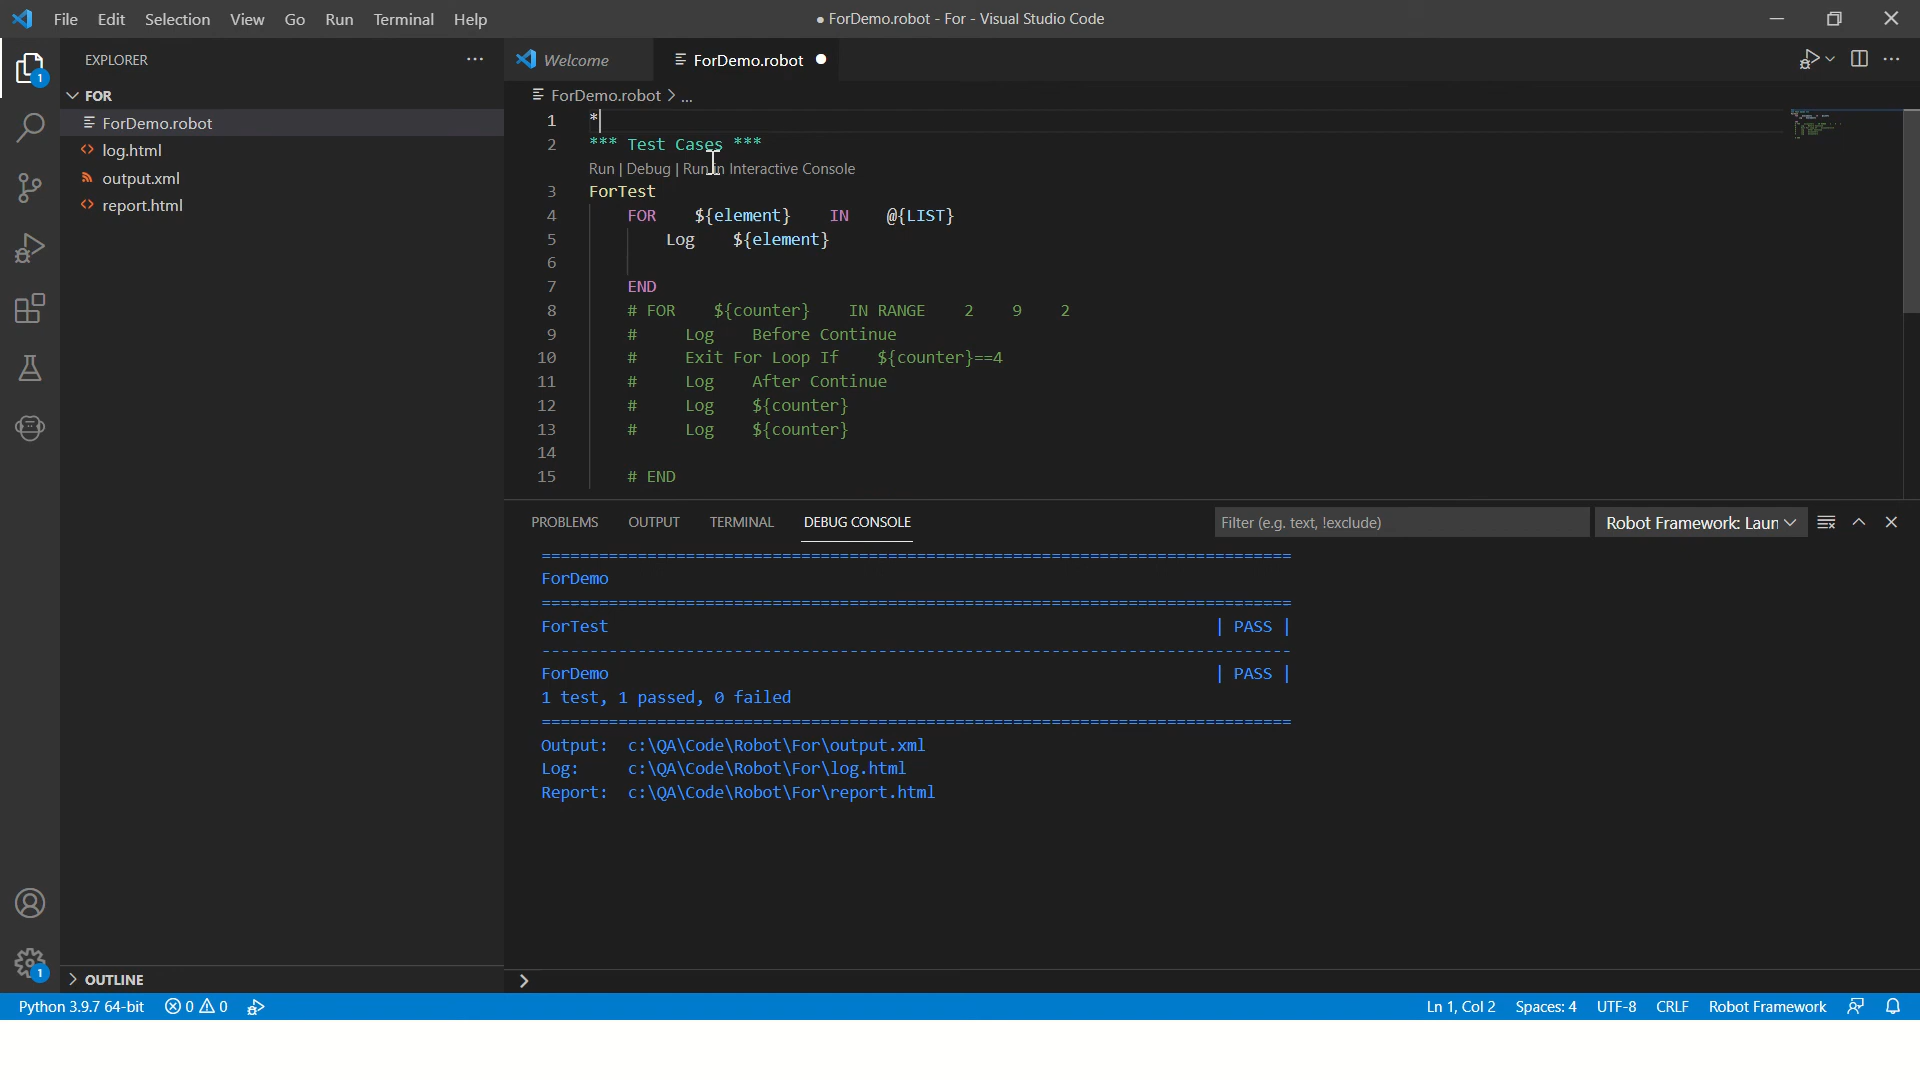 File Edit Selection View Go Run Terminal Help
● ForDemo.robot - For - Visual Studio Code
EXPLORER
1
FOR
ForDemo.robot
log.html
output.xml
report.html
Welcome
ForDemo.robot
ForDemo.robot > ...
1 *
2 *** Test Cases ***
Run | Debug | Run in Interactive Console
3 ForTest
4 FOR ${element} IN @{LIST}
5 Log ${element}
6
7 END
8 # FOR ${counter} IN RANGE 2 9 2
9 # Log Before Continue
10 # Exit For Loop If ${counter}==4
11 # Log After Continue
12 # Log ${counter}
13 # Log ${counter}
14
15 # END
PROBLEMS OUTPUT TERMINAL DEBUG CONSOLE
Filter (e.g. text, !exclude)
Robot Framework: Laun
==============================================================================
ForDemo
==============================================================================
ForTest | PASS |
------------------------------------------------------------------------------
ForDemo | PASS |
1 test, 1 passed, 0 failed
==============================================================================
Output: c:\QA\Code\Robot\For\output.xml
Log: c:\QA\Code\Robot\For\log.html
Report: c:\QA\Code\Robot\For\report.html
>
1
OUTLINE
Python 3.9.7 64-bit 0 0
Ln 1, Col 2 Spaces: 4 UTF-8 CRLF Robot Framework